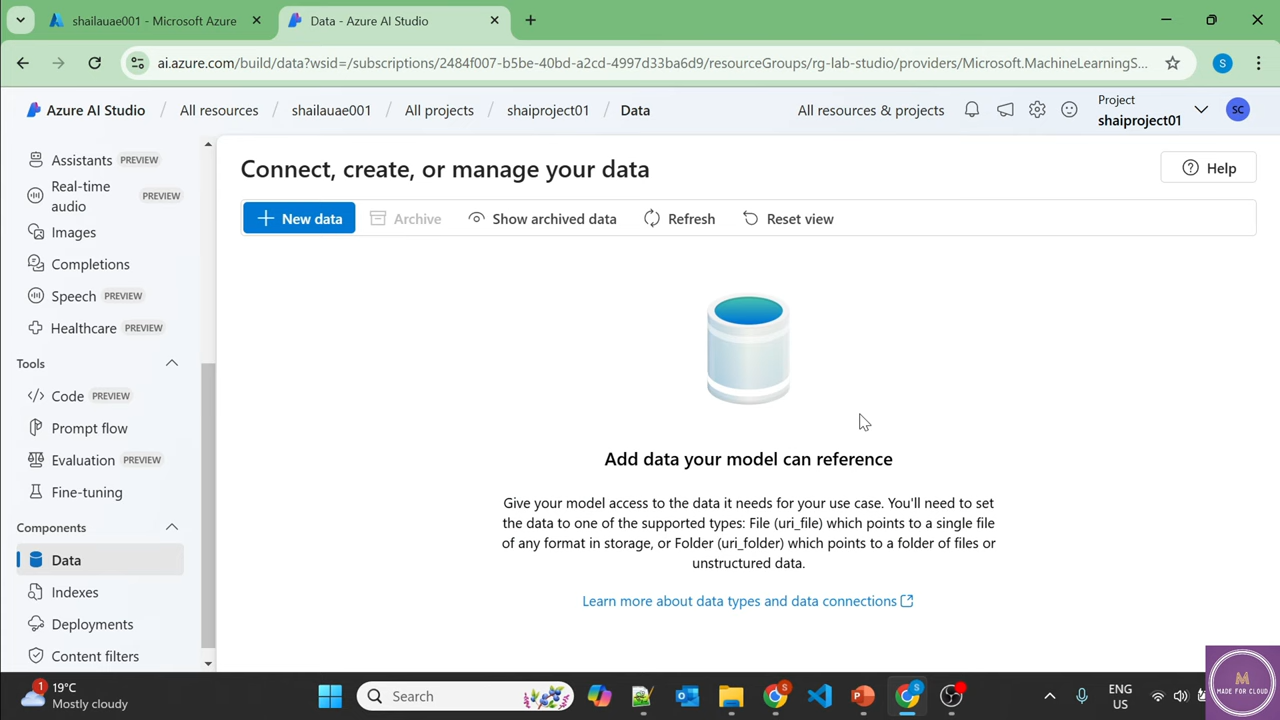 shailauae001 - Microsoft Azure
Data - Azure AI Studio
ai.azure.com/build/data?wsid=/subscriptions/2484f007-b5be-40bd-a2cd-4997d33ba6d9/resourceGroups/rg-lab-studio/providers/Microsoft.MachineLearningS...
S
Azure AI Studio / All resources / shailauae001 / All projects / shaiproject01 / Data
All resources & projects
Project
shaiproject01
SC
Assistants PREVIEW
Real-time
audio
PREVIEW
Images
Completions
Speech PREVIEW
Healthcare PREVIEW
Tools
Code PREVIEW
Prompt flow
Evaluation PREVIEW
Fine-tuning
Components
Data
Indexes
Deployments
Content filters
Connect, create, or manage your data
Help
New data
Archive
Show archived data
Refresh
Reset view
Add data your model can reference
Give your model access to the data it needs for your use case. You'll need to set
the data to one of the supported types: File (uri_file) which points to a single file
of any format in storage, or Folder (uri_folder) which points to a folder of files or
unstructured data.
Learn more about data types and data connections
1
19°C
Mostly cloudy
Search
S
S
ENG
US
M
MADE FOR CLOUD